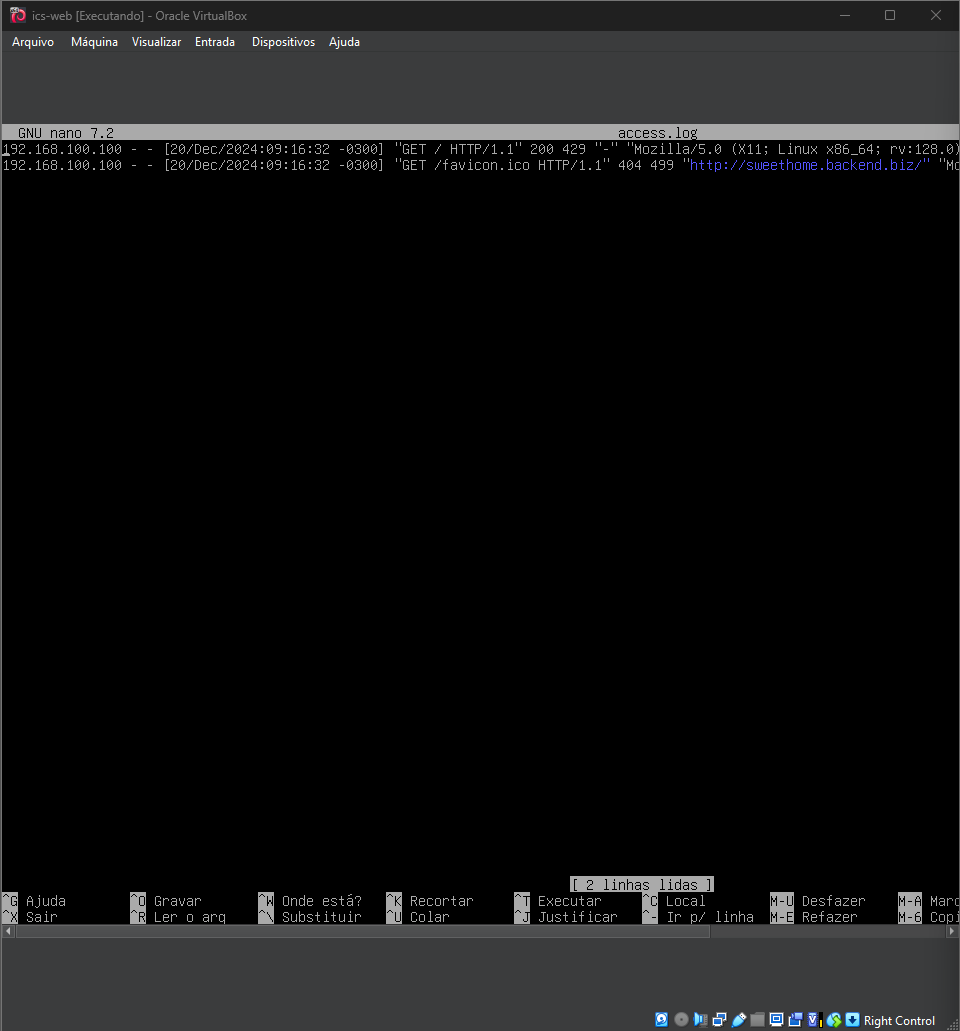 ics-web [Executando] - Oracle VirtualBox
Arquivo Máquina Visualizar Entrada Dispositivos Ajuda
GNU nano 7.2 access.log
192.168.100.100 - - [20/Dec/2024:09:16:32 -0300] "GET / HTTP/1.1" 200 429 "-" "Mozilla/5.0 (X11; Linux x86_64; rv:128.0)
192.168.100.100 - - [20/Dec/2024:09:16:32 -0300] "GET /favicon.ico HTTP/1.1" 404 499 "http://sweethome.backend.biz/" "Mo
[ 2 linhas lidas ]
^G Ajuda ^O Gravar ^W Onde está? ^K Recortar ^T Executar ^C Local M-U Desfazer M-A Marc
^X Sair ^R Ler o arq ^\ Substituir ^U Colar ^J Justificar ^- Ir p/ linha M-E Refazer M-6 Copi
Right Control